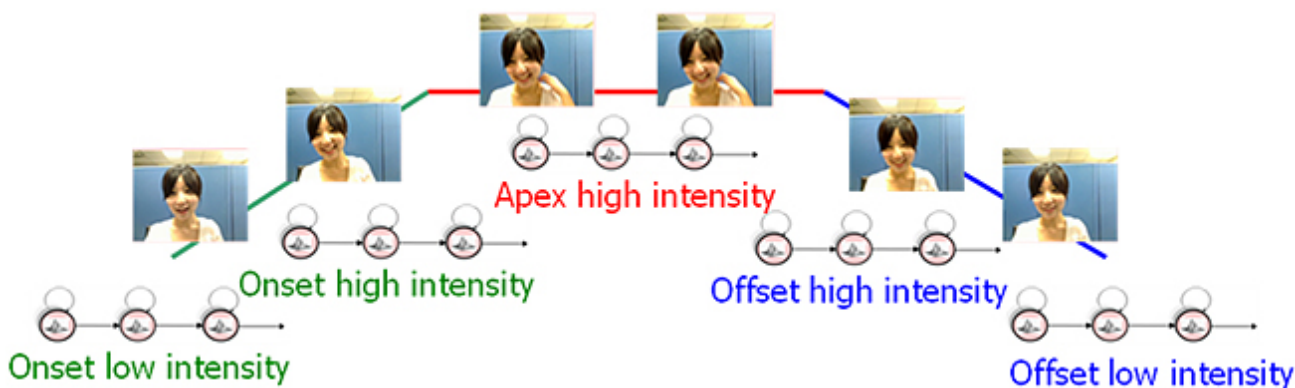 Apex high intensity
Onset high intensity
Offset high intensity
Onset low intensity
Offset low intensity